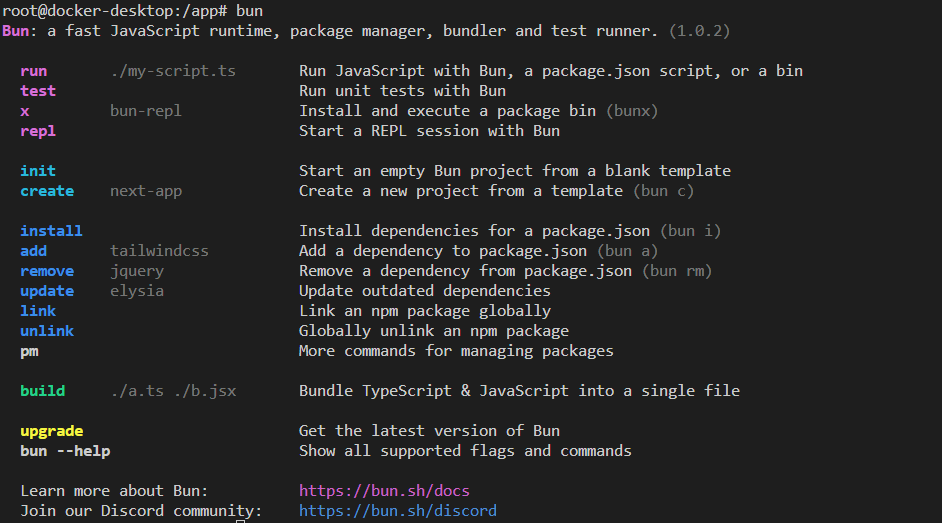 root@docker-desktop:/app# bun
Bun: a fast JavaScript runtime, package manager, bundler and test runner. (1.0.2)
run ./my-script.ts Run JavaScript with Bun, a package.json script, or a bin
test Run unit tests with Bun
x bun-repl Install and execute a package bin (bunx)
repl Start a REPL session with Bun
init Start an empty Bun project from a blank template
create next-app Create a new project from a template (bun c)
install Install dependencies for a package.json (bun i)
add tailwindcss Add a dependency to package.json (bun a)
remove jquery Remove a dependency from package.json (bun rm)
update elysia Update outdated dependencies
link Link an npm package globally
unlink Globally unlink an npm package
pm More commands for managing packages
build ./a.ts ./b.jsx Bundle TypeScript & JavaScript into a single file
upgrade Get the latest version of Bun
bun --help Show all supported flags and commands
Learn more about Bun: https://bun.sh/docs
Join our Discord community: https://bun.sh/discord